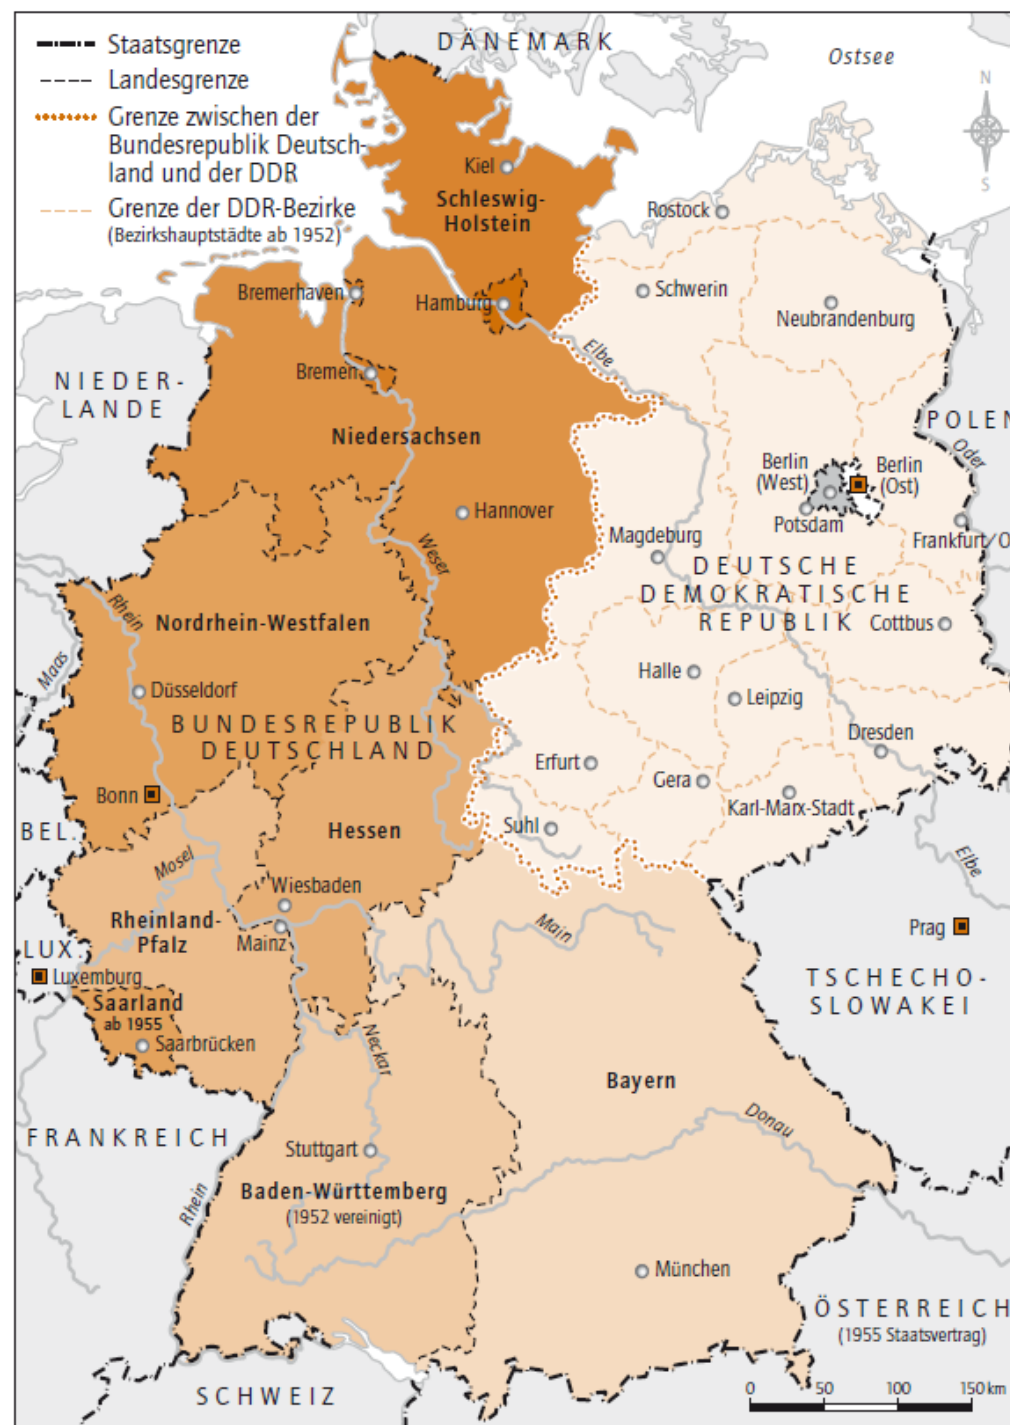 Staatsgrenze
Landesgrenze
Grenze zwischen der
Bundesrepublik Deutsch-
land und der DDR
Grenze der DDR-Bezirke
(Bezirkshauptstädte ab 1952)
DÄNEMARK
Ostsee
N
S
Kiel
Schleswig-
Holstein
Rostock
Bremerhaven
Hamburg
Schwerin
Neubrandenburg
Elbe
Bremen
NIEDER-
LANDE
POLEN
Niedersachsen
Oder
Berlin
(West)
Berlin
(Ost)
Hannover
Potsdam
Magdeburg
Frankfurt/O
Weser
DEUTSCHE
DEMOKRATISCHE
REPUBLIK
Rhein
Nordrhein-Westfalen
Cottbus
Maas
Halle
Düsseldorf
Leipzig
BUNDESREPUBLIK
DEUTSCHLAND
Dresden
Erfurt
Gera
Bonn
Karl-Marx-Stadt
BEL.
Hessen
Suhl
Mosel
Elbe
Wiesbaden
Rheinland-
Pfalz
Mainz
Main
Prag
LUX.
Luxemburg
TSCHECHO-
SLOWAKEI
Saarland
ab 1955
Saarbrücken
Neckar
Bayern
FRANKREICH
Donau
Stuttgart
Rhein
Baden-Württemberg
(1952 vereinigt)
München
ÖSTERREICH
(1955 Staatsvertrag)
SCHWEIZ
0 50 100 150 km